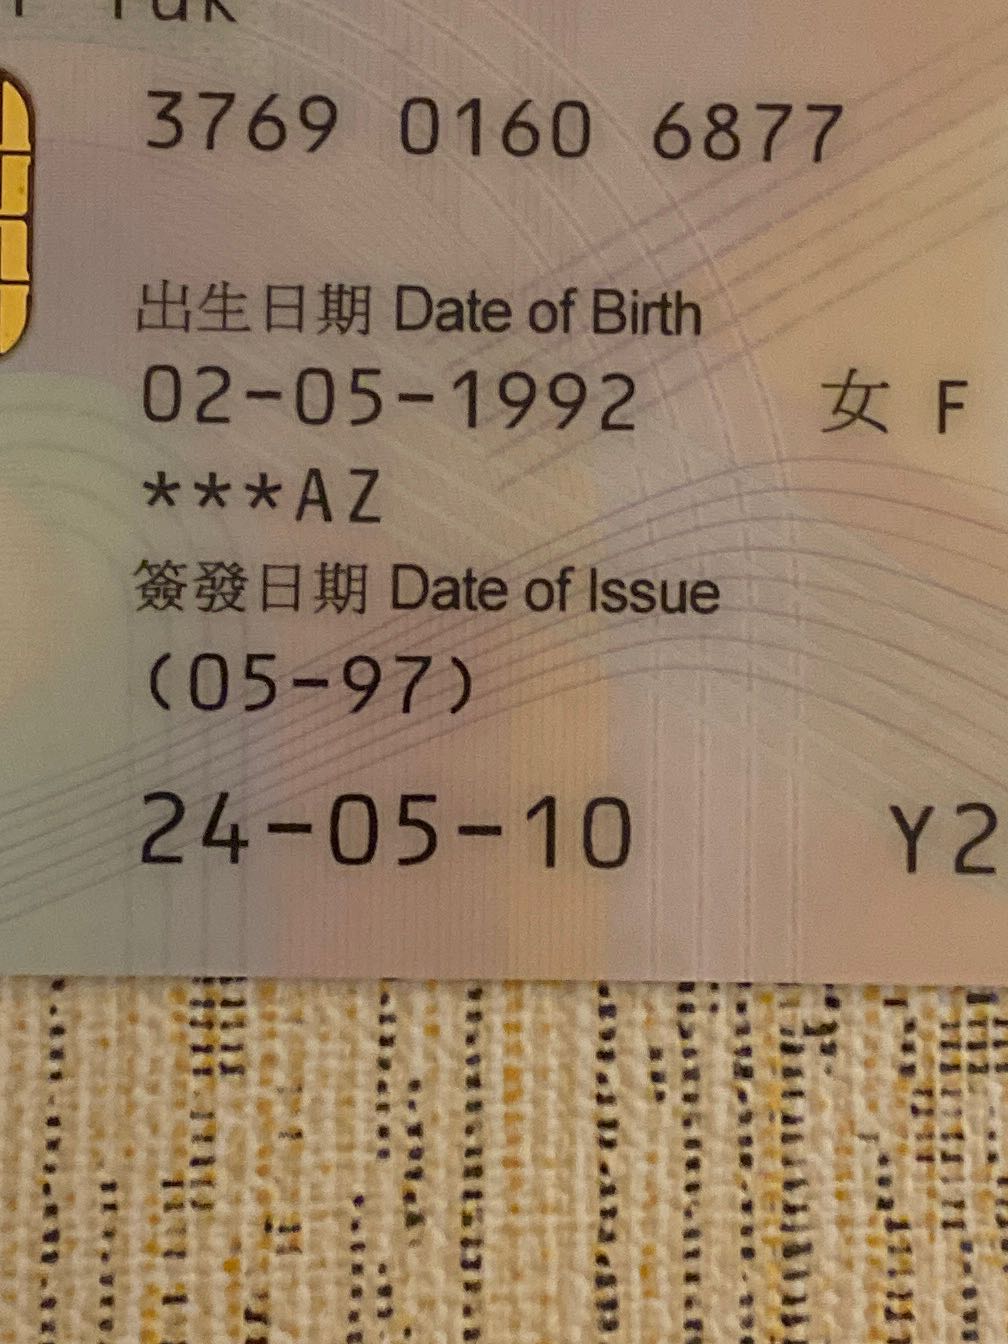 3769 0160 6877
出生日期 Date of Birth
02-05-1992 女 F
***AZ
簽發日期 Date of Issue
(05-97)
24-05-10 Y2